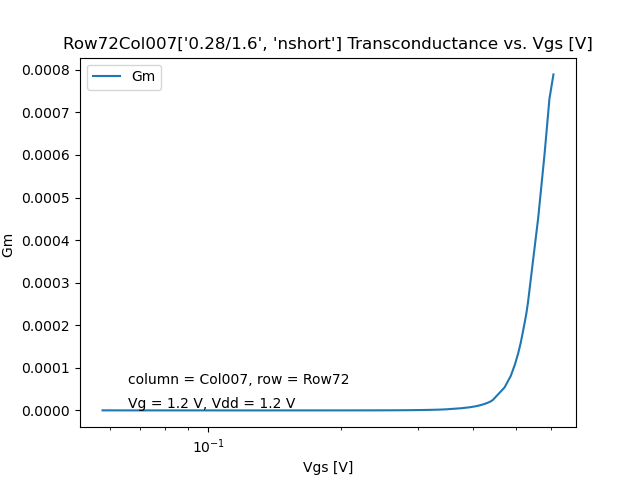 Row72Col007['0.28/1.6', 'nshort'] Transconductance vs. Vgs [V]
Gm
0.0008
0.0007
0.0006
0.0005
0.0004
0.0003
0.0002
0.0001
0.0000
Gm
column = Col007, row = Row72
Vg = 1.2 V, Vdd = 1.2 V
10⁻¹
Vgs [V]